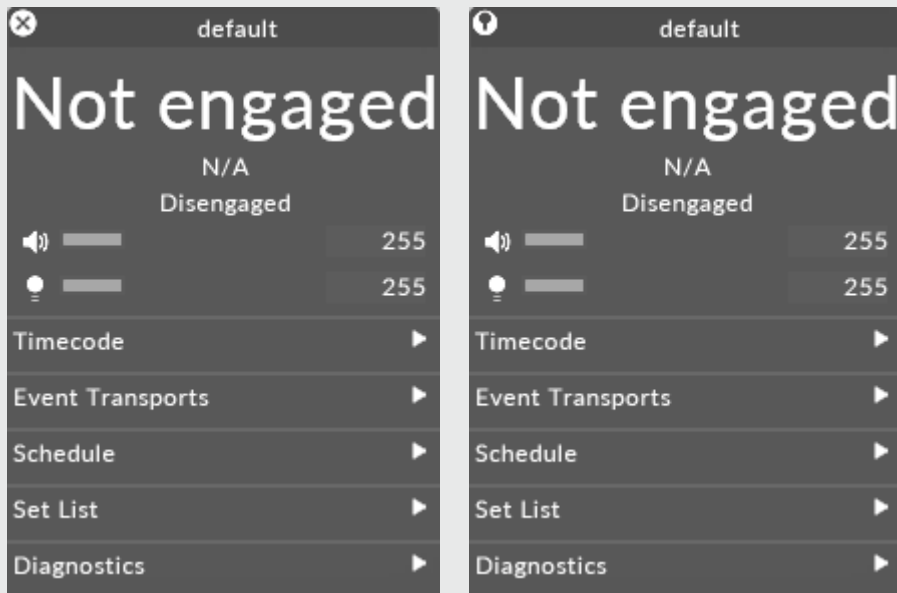 default
Not engaged
N/A
Disengaged
255
255
Timecode
Event Transports
Schedule
Set List
Diagnostics
default
Not engaged
N/A
Disengaged
255
255
Timecode
Event Transports
Schedule
Set List
Diagnostics